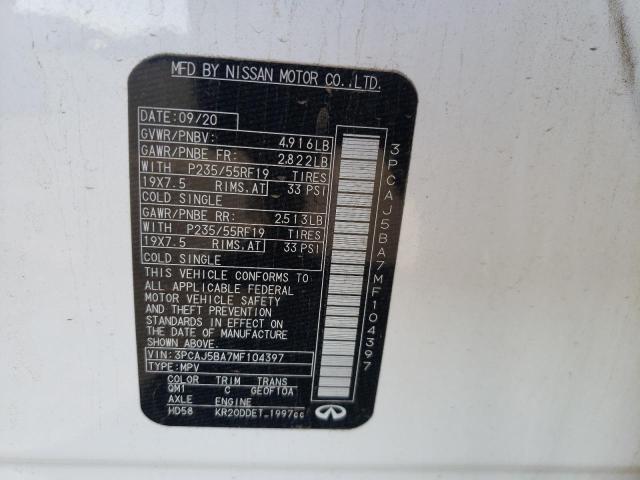 MFD BY NISSAN MOTOR CO.,LTD.
DATE: 09/20
GVWR/PNBV: 4.916LB
GAWR/PNBE FR: 2.822LB
WITH P235/55RF19 TIRES
19X7.5 RIMS.AT 33 PSI
COLD SINGLE
GAWR/PNBE RR: 2.513LB
WITH P235/55RF19 TIRES
19X7.5 RIMS.AT 33 PSI
COLD SINGLE
THIS VEHICLE CONFORMS TO
ALL APPLICABLE FEDERAL
MOTOR VEHICLE SAFETY
AND THEFT PREVENTION
STANDARDS IN EFFECT ON
THE DATE OF MANUFACTURE
SHOWN ABOVE.
VIN: 3PCAJ5BA7MF104397
TYPE: MPV
COLOR TRIM TRANS
QM1 C GEOF10A
AXLE ENGINE
HD58 KR20DDET 1997cc
3PCAJ5BA7MF104397